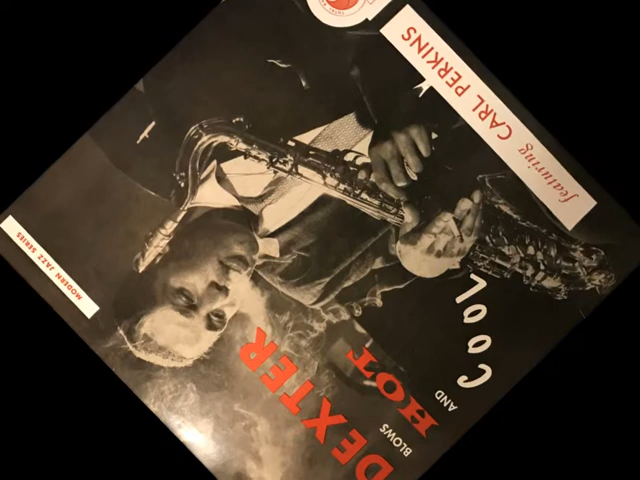 DEXTER
BLOWS
HOT
AND
COOL
featuring CARL PERKINS
MODERN JAZZ SERIES